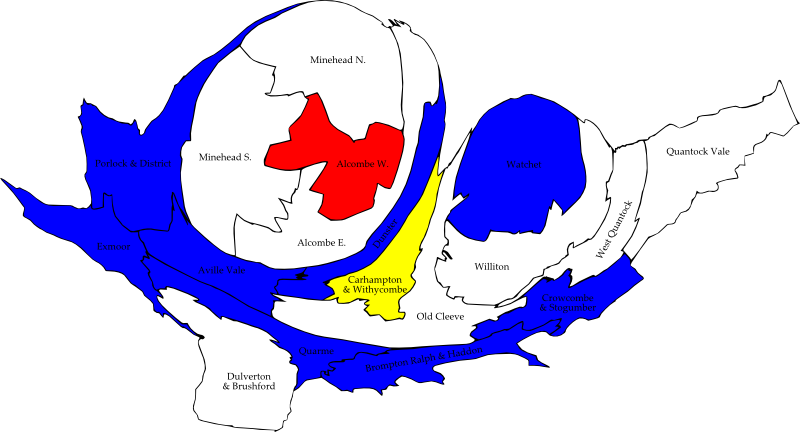 Minehead N.
Quantock Vale
Minehead S.
Porlock & District
Alcombe W.
Watchet
West Quantock
Dunster
Alcombe E.
Exmoor
Aville Vale
Williton
Carhampton
& Withycombe
Crowcombe
& Stogumber
Old Cleeve
Quarme
Brompton Ralph & Haddon
Dulverton
& Brushford